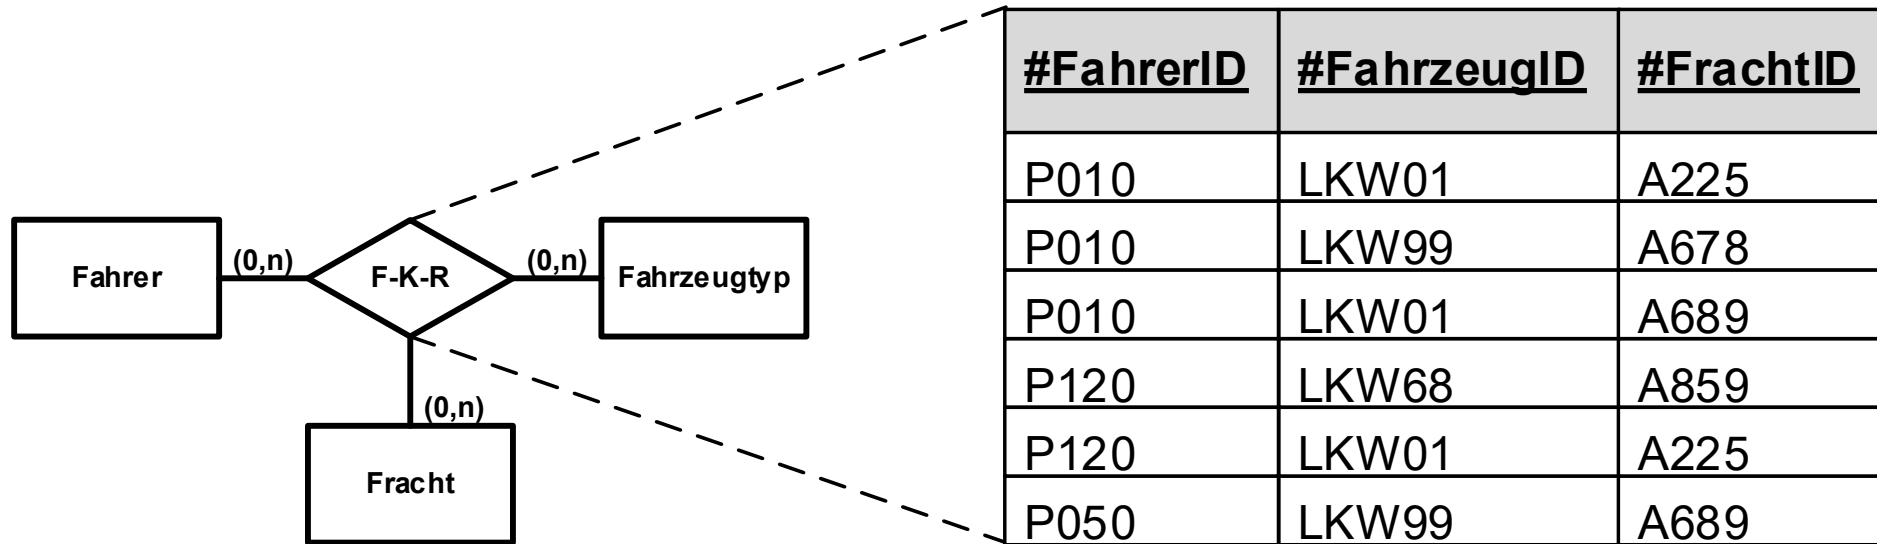 Fahrer
(0,n)
F-K-R
(0,n)
Fahrzeugtyp
(0,n)
Fracht
#FahrerID #FahrzeugID #FrachtID
P010 LKW01 A225
P010 LKW99 A678
P010 LKW01 A689
P120 LKW68 A859
P120 LKW01 A225
P050 LKW99 A689